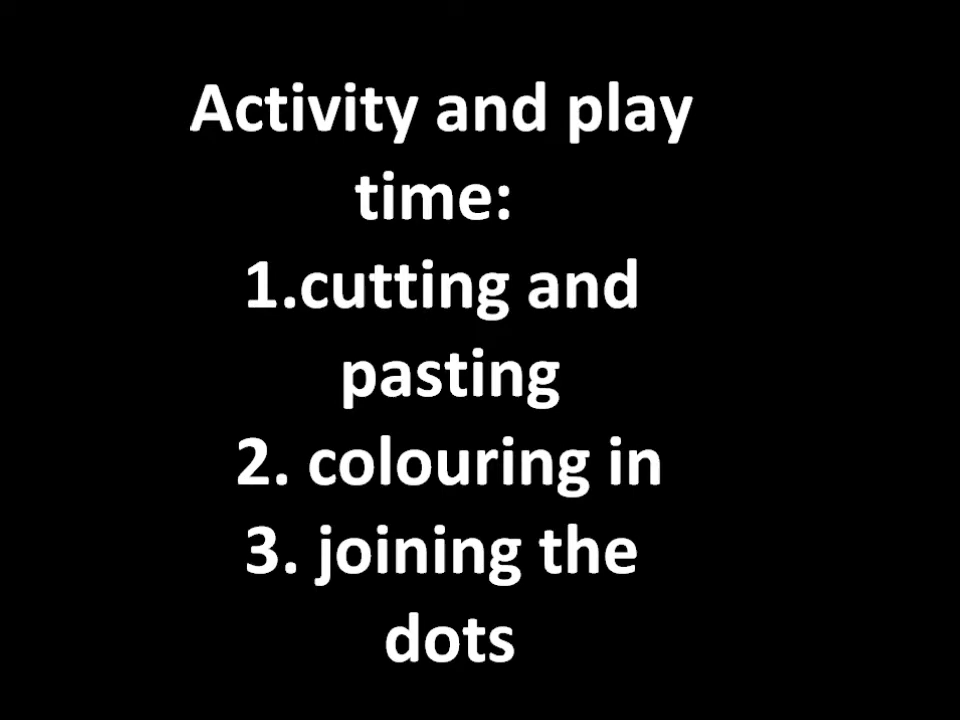 Activity and play
time:
1.cutting and
pasting
2. colouring in
3. joining the
dots